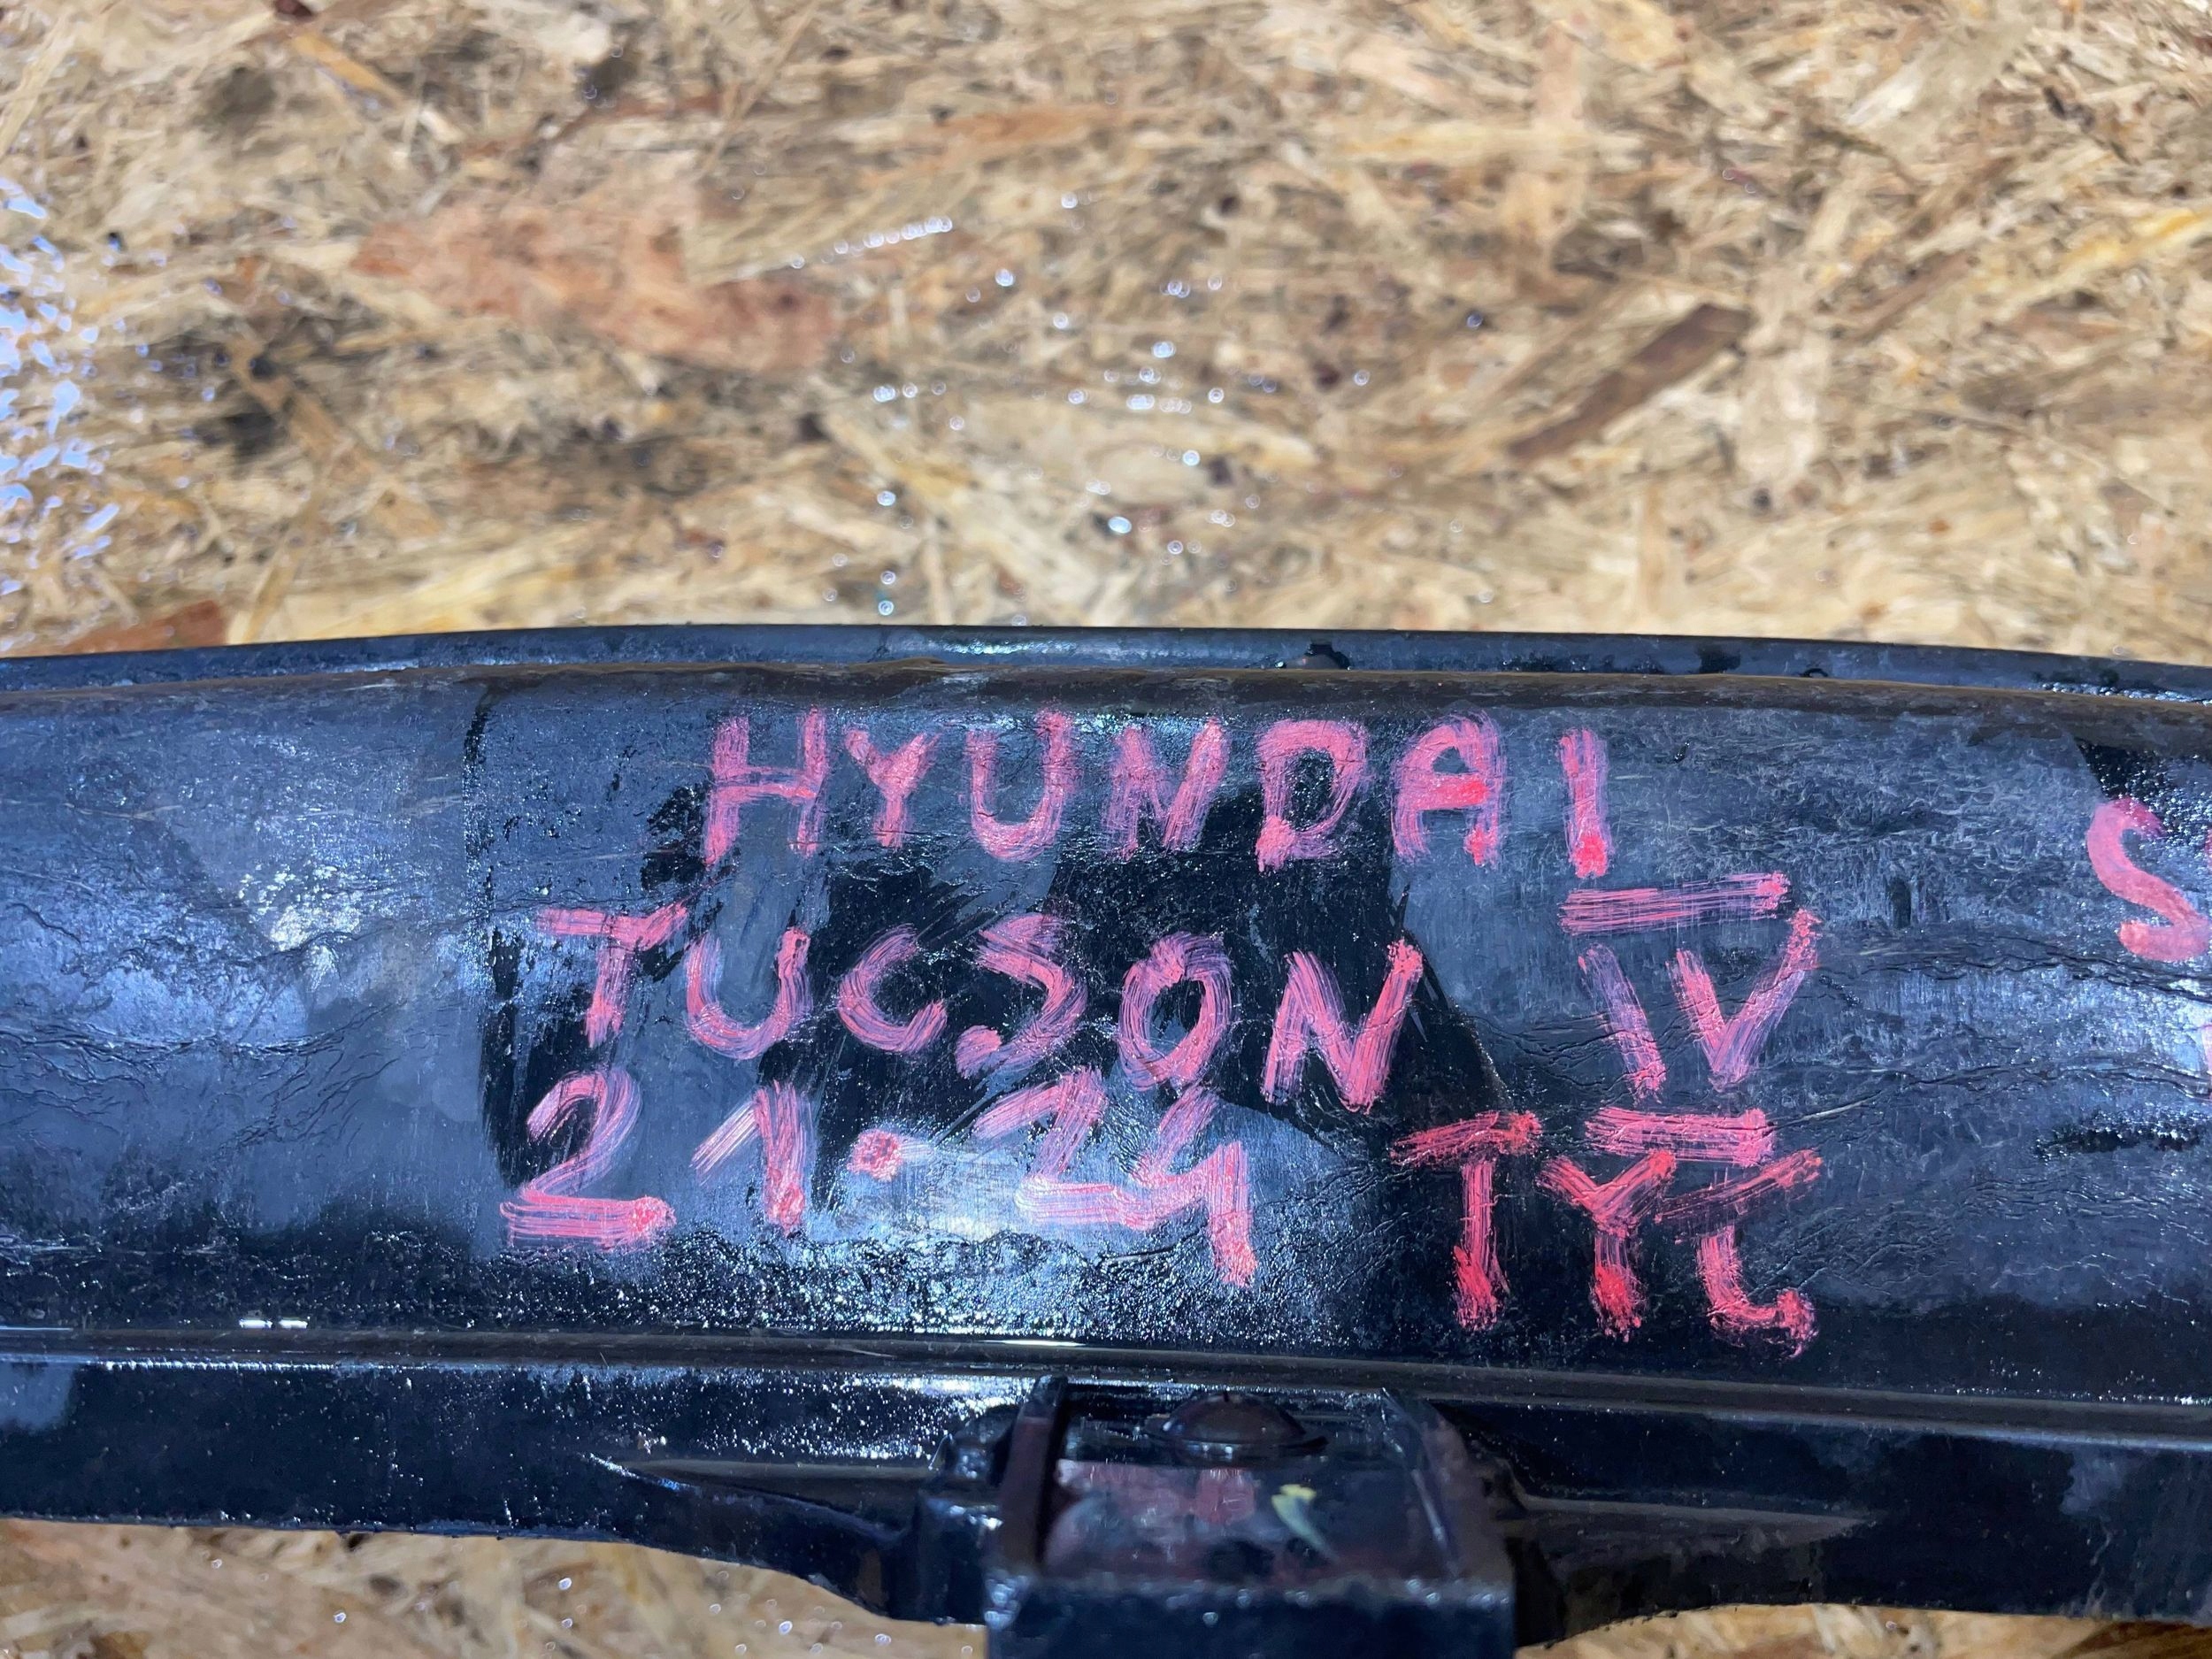 HYUNDAI
TUCSON IV
21-24 TYŁ